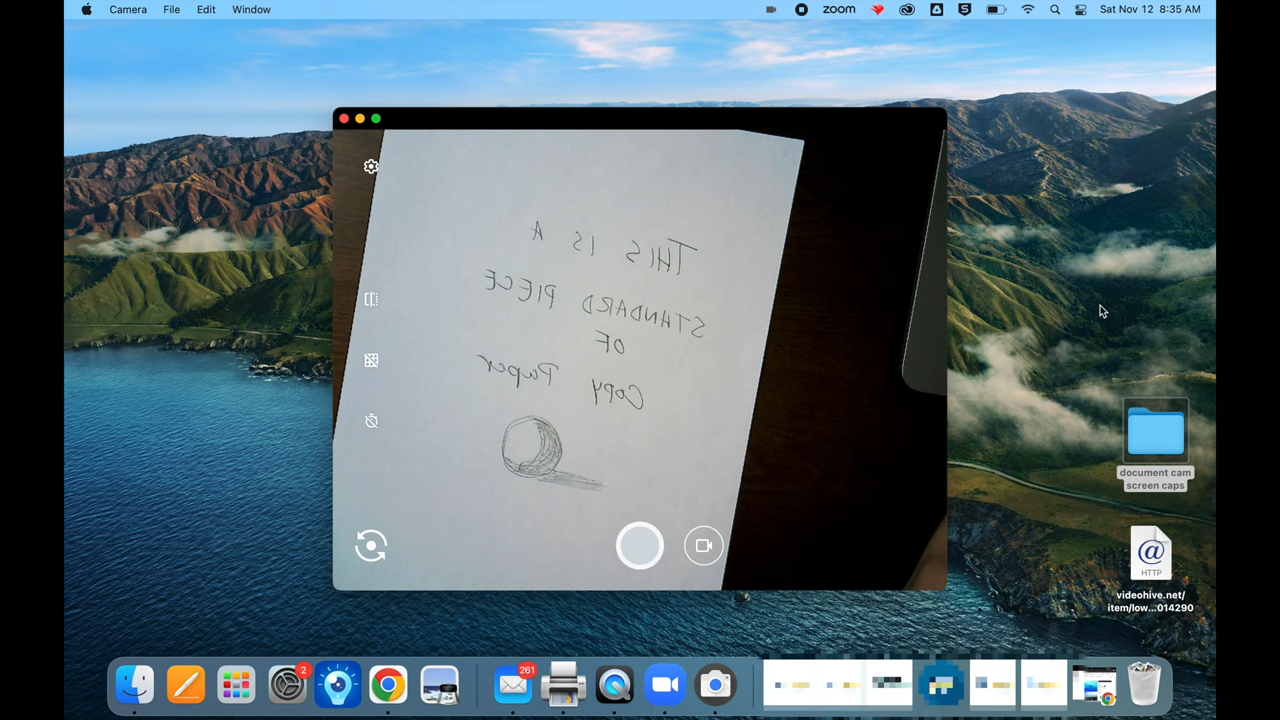 Camera File Edit Window
zoom 5 Sat Nov 12 8:35 AM
THIS IS A
STANDARD PIECE
OF
COPY Paper
document cam
screen caps
@
HTTP
videohive.net/
item/low...014290
2
261